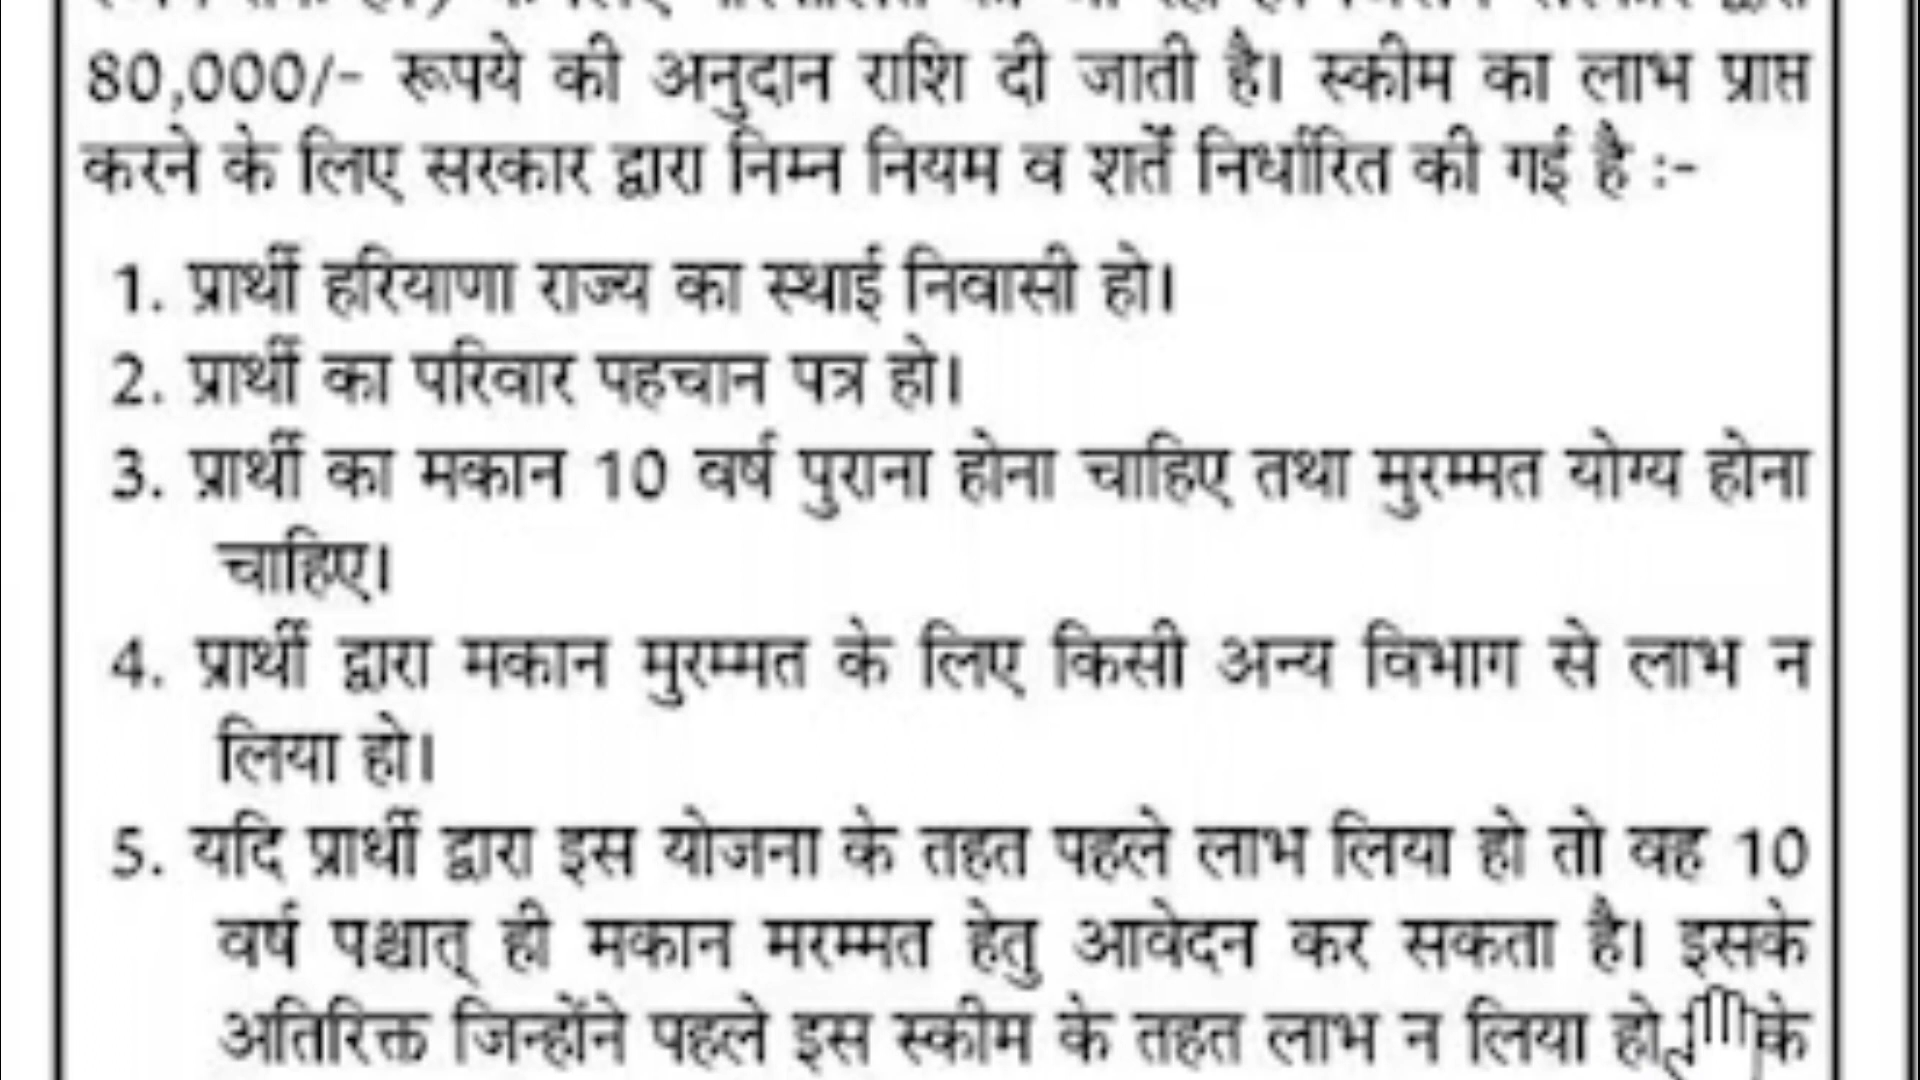 80,000/- रूपये की अनुदान राशि दी जाती है। स्कीम का लाभ प्राप्त
करने के लिए सरकार द्वारा निम्न नियम व शर्तें निर्धारित की गई है :-
1. प्रार्थी हरियाणा राज्य का स्थाई निवासी हो।
2. प्रार्थी का परिवार पहचान पत्र हो।
3. प्रार्थी का मकान 10 वर्ष पुराना होना चाहिए तथा मुरम्मत योग्य होना
चाहिए।
4. प्रार्थी द्वारा मकान मुरम्मत के लिए किसी अन्य विभाग से लाभ न
लिया हो।
5. यदि प्रार्थी द्वारा इस योजना के तहत पहले लाभ लिया हो तो वह 10
वर्ष पश्चात् ही मकान मरम्मत हेतु आवेदन कर सकता है। इसके
अतिरिक्त जिन्होंने पहले इस स्कीम के तहत लाभ न लिया हो के